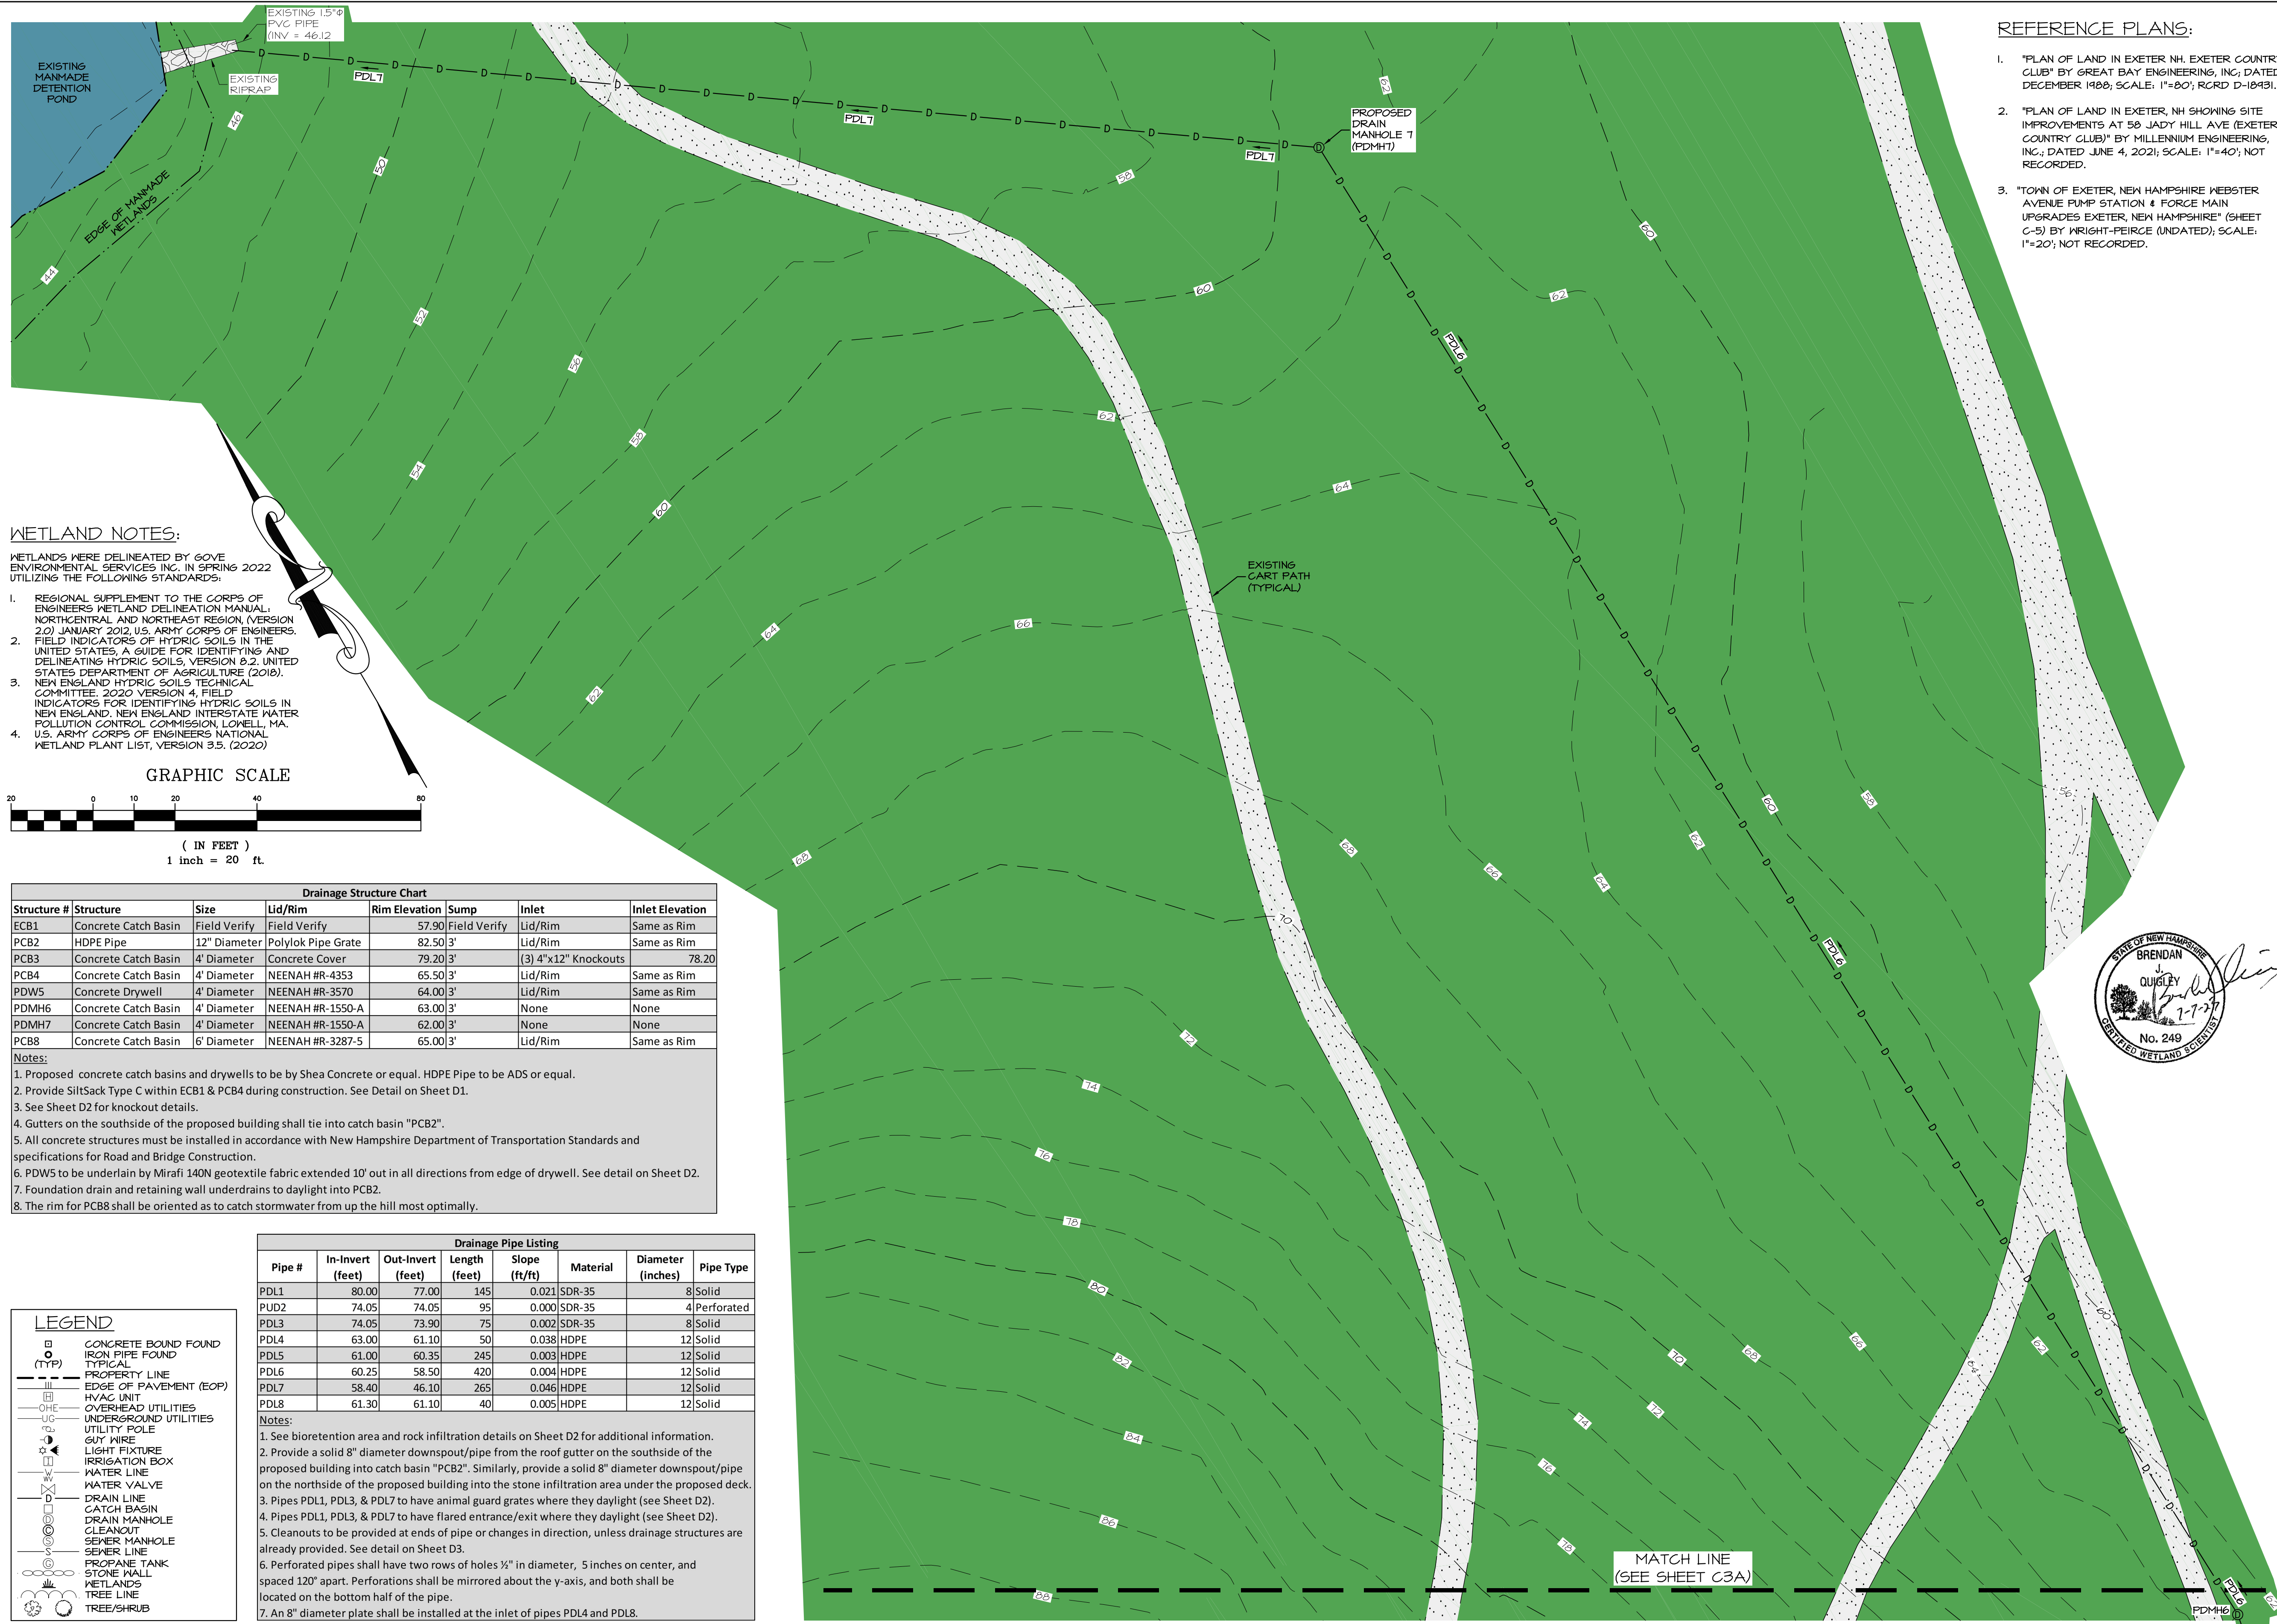 EXISTING 1.5"Φ
PVC PIPE
(INV = 46.12
EXISTING
MANMADE
DETENTION
POND
EXISTING
RIPRAP
EDGE OF MANMADE
WETLANDS
PROPOSED
DRAIN
MANHOLE 7
(PDMH7)
PDL7
PDL7
PDL7
PDL6
PDL6
PDL6
PDMH6
EXISTING
CART PATH
(TYPICAL)
MATCH LINE
(SEE SHEET C3A)
REFERENCE PLANS:
1. "PLAN OF LAND IN EXETER NH. EXETER COUNTR
CLUB" BY GREAT BAY ENGINEERING, INC; DATED
DECEMBER 1988; SCALE: 1"=80'; RCRD D-18931.
2. "PLAN OF LAND IN EXETER, NH SHOWING SITE
IMPROVEMENTS AT 58 JADY HILL AVE (EXETER
COUNTRY CLUB)" BY MILLENNIUM ENGINEERING,
INC.; DATED JUNE 4, 2021; SCALE: 1"=40'; NOT
RECORDED.
3. "TOWN OF EXETER, NEW HAMPSHIRE WEBSTER
AVENUE PUMP STATION & FORCE MAIN
UPGRADES EXETER, NEW HAMPSHIRE" (SHEET
C-5) BY WRIGHT-PEIRCE (UNDATED); SCALE:
1"=20'; NOT RECORDED.
WETLAND NOTES:
WETLANDS WERE DELINEATED BY GOVE
ENVIRONMENTAL SERVICES INC. IN SPRING 2022
UTILIZING THE FOLLOWING STANDARDS:
1. REGIONAL SUPPLEMENT TO THE CORPS OF
ENGINEERS WETLAND DELINEATION MANUAL:
NORTHCENTRAL AND NORTHEAST REGION, (VERSION
2.0) JANUARY 2012, U.S. ARMY CORPS OF ENGINEERS.
2. FIELD INDICATORS OF HYDRIC SOILS IN THE
UNITED STATES, A GUIDE FOR IDENTIFYING AND
DELINEATING HYDRIC SOILS, VERSION 8.2. UNITED
STATES DEPARTMENT OF AGRICULTURE (2018).
3. NEW ENGLAND HYDRIC SOILS TECHNICAL
COMMITTEE. 2020 VERSION 4, FIELD
INDICATORS FOR IDENTIFYING HYDRIC SOILS IN
NEW ENGLAND. NEW ENGLAND INTERSTATE WATER
POLLUTION CONTROL COMMISSION, LOWELL, MA.
4. U.S. ARMY CORPS OF ENGINEERS NATIONAL
WETLAND PLANT LIST, VERSION 3.5. (2020)
GRAPHIC SCALE
20 0 10 20 40 80
( IN FEET )
1 inch = 20 ft.
Drainage Structure Chart
Structure # Structure Size Lid/Rim Rim Elevation Sump Inlet Inlet Elevation
ECB1 Concrete Catch Basin Field Verify Field Verify 57.90 Field Verify Lid/Rim Same as Rim
PCB2 HDPE Pipe 12" Diameter Polylok Pipe Grate 82.50 3' Lid/Rim Same as Rim
PCB3 Concrete Catch Basin 4' Diameter Concrete Cover 79.20 3' (3) 4"x12" Knockouts 78.20
PCB4 Concrete Catch Basin 4' Diameter NEENAH #R-4353 65.50 3' Lid/Rim Same as Rim
PDW5 Concrete Drywell 4' Diameter NEENAH #R-3570 64.00 3' Lid/Rim Same as Rim
PDMH6 Concrete Catch Basin 4' Diameter NEENAH #R-1550-A 63.00 3' None None
PDMH7 Concrete Catch Basin 4' Diameter NEENAH #R-1550-A 62.00 3' None None
PCB8 Concrete Catch Basin 6' Diameter NEENAH #R-3287-5 65.00 3' Lid/Rim Same as Rim
Notes:
1. Proposed concrete catch basins and drywells to be by Shea Concrete or equal. HDPE Pipe to be ADS or equal.
2. Provide SiltSack Type C within ECB1 & PCB4 during construction. See Detail on Sheet D1.
3. See Sheet D2 for knockout details.
4. Gutters on the southside of the proposed building shall tie into catch basin "PCB2".
5. All concrete structures must be installed in accordance with New Hampshire Department of Transportation Standards and
specifications for Road and Bridge Construction.
6. PDW5 to be underlain by Mirafi 140N geotextile fabric extended 10' out in all directions from edge of drywell. See detail on Sheet D2.
7. Foundation drain and retaining wall underdrains to daylight into PCB2.
8. The rim for PCB8 shall be oriented as to catch stormwater from up the hill most optimally.
Drainage Pipe Listing
Pipe # In-Invert (feet) Out-Invert (feet) Length (feet) Slope (ft/ft) Material Diameter (inches) Pipe Type
PDL1 80.00 77.00 145 0.021 SDR-35 8 Solid
PUD2 74.05 74.05 95 0.000 SDR-35 4 Perforated
PDL3 74.05 73.90 75 0.002 SDR-35 8 Solid
PDL4 63.00 61.10 50 0.038 HDPE 12 Solid
PDL5 61.00 60.35 245 0.003 HDPE 12 Solid
PDL6 60.25 58.50 420 0.004 HDPE 12 Solid
PDL7 58.40 46.10 265 0.046 HDPE 12 Solid
PDL8 61.30 61.10 40 0.005 HDPE 12 Solid
Notes:
1. See bioretention area and rock infiltration details on Sheet D2 for additional information.
2. Provide a solid 8" diameter downspout/pipe from the roof gutter on the southside of the
proposed building into catch basin "PCB2". Similarly, provide a solid 8" diameter downspout/pipe
on the northside of the proposed building into the stone infiltration area under the proposed deck.
3. Pipes PDL1, PDL3, & PDL7 to have animal guard grates where they daylight (see Sheet D2).
4. Pipes PDL1, PDL3, & PDL7 to have flared entrance/exit where they daylight (see Sheet D2).
5. Cleanouts to be provided at ends of pipe or changes in direction, unless drainage structures are
already provided. See detail on Sheet D3.
6. Perforated pipes shall have two rows of holes ½" in diameter, 5 inches on center, and
spaced 120° apart. Perforations shall be mirrored about the y-axis, and both shall be
located on the bottom half of the pipe.
7. An 8" diameter plate shall be installed at the inlet of pipes PDL4 and PDL8.
LEGEND
CONCRETE BOUND FOUND
IRON PIPE FOUND
(TYP) TYPICAL
PROPERTY LINE
EDGE OF PAVEMENT (EOP)
H HVAC UNIT
OHE OVERHEAD UTILITIES
UG UNDERGROUND UTILITIES
UTILITY POLE
GUY WIRE
LIGHT FIXTURE
IRRIGATION BOX
W WATER LINE
WV WATER VALVE
D DRAIN LINE
CATCH BASIN
D DRAIN MANHOLE
C CLEANOUT
S SEWER MANHOLE
S SEWER LINE
G PROPANE TANK
STONE WALL
WETLANDS
TREE LINE
TREE/SHRUB
STATE OF NEW HAMPSHIRE
BRENDAN
J.
QUIGLEY
No. 249
CERTIFIED WETLAND SCIENTIST
44
46
50
52
54
56
58
60
62
64
66
68
70
72
74
76
78
80
82
84
86
88